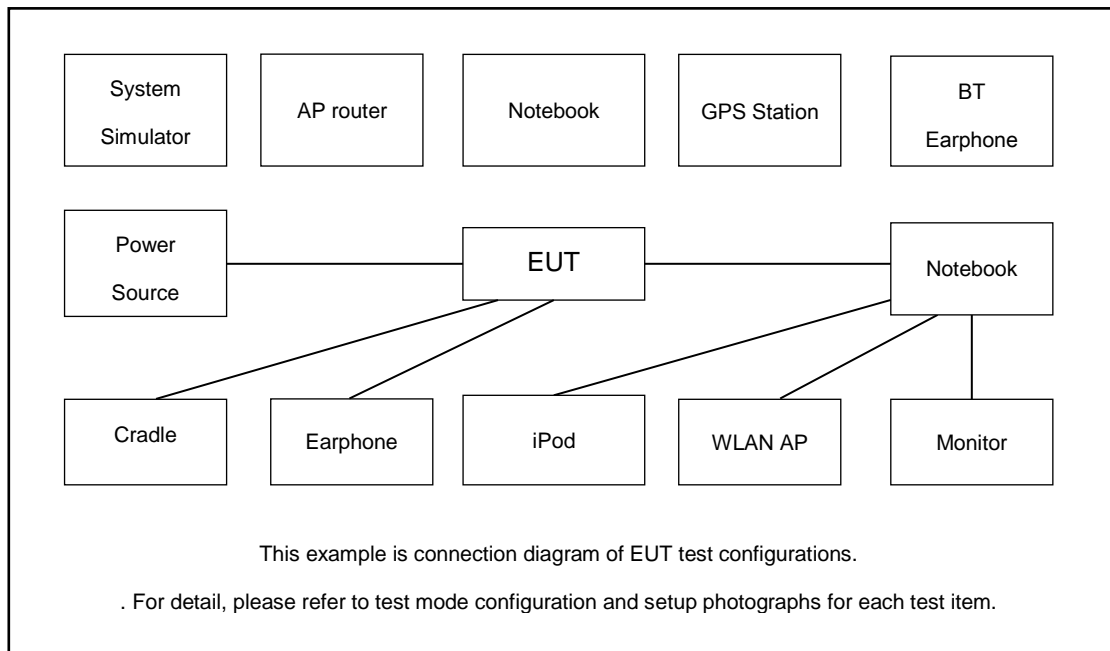 System
Simulator
AP router
Notebook
GPS Station
BT
Earphone
Power
Source
EUT
Notebook
Cradle
Earphone
iPod
WLAN AP
Monitor
This example is connection diagram of EUT test configurations.
. For detail, please refer to test mode configuration and setup photographs for each test item.